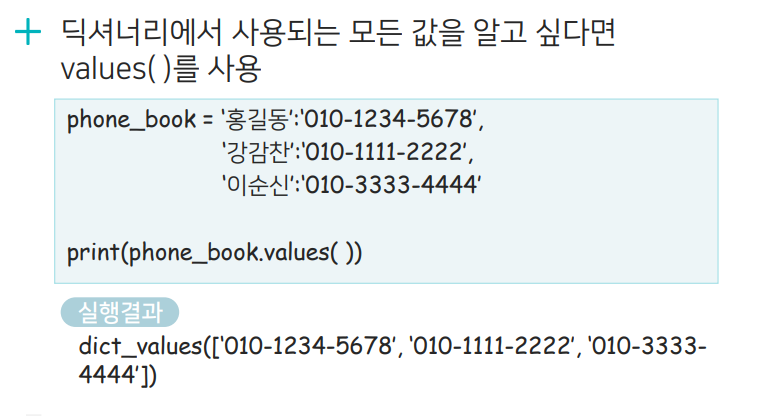 + 딕셔너리에서 사용되는 모든 값을 알고 싶다면
values( )를 사용
phone_book = ‘홍길동’:‘010-1234-5678’,
‘강감찬’:‘010-1111-2222’,
‘이순신’:‘010-3333-4444’
print(phone_book.values( ))
실행결과
dict_values([‘010-1234-5678’, ‘010-1111-2222’, ‘010-3333-
4444’])